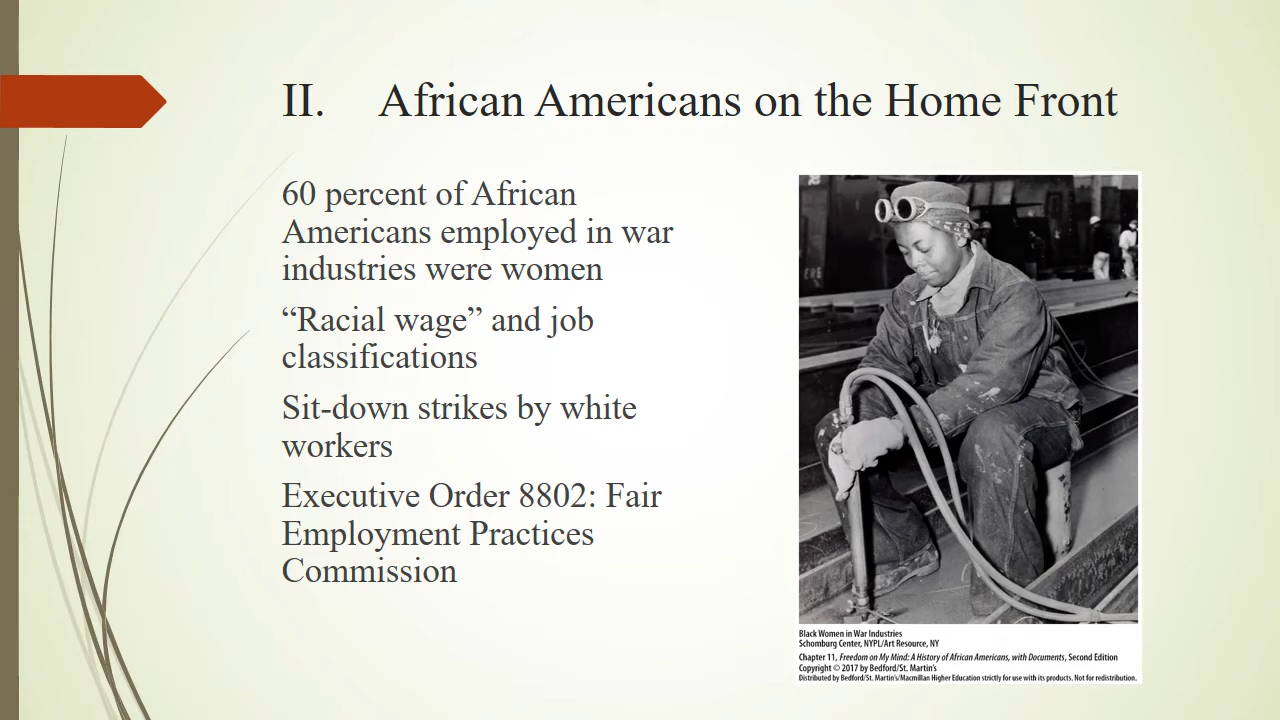 II. African Americans on the Home Front
60 percent of African
Americans employed in war
industries were women
“Racial wage” and job
classifications
Sit-down strikes by white
workers
Executive Order 8802: Fair
Employment Practices
Commission
Black Women in War Industries
Schomburg Center, NYPL/Art Resource, NY
Chapter 11, Freedom on My Mind: A History of African Americans, with Documents, Second Edition
Copyright © 2017 by Bedford/St. Martin's
Distributed by Bedford/St. Martin's/Macmillan Higher Education strictly for use with its products. Not for redistribution.